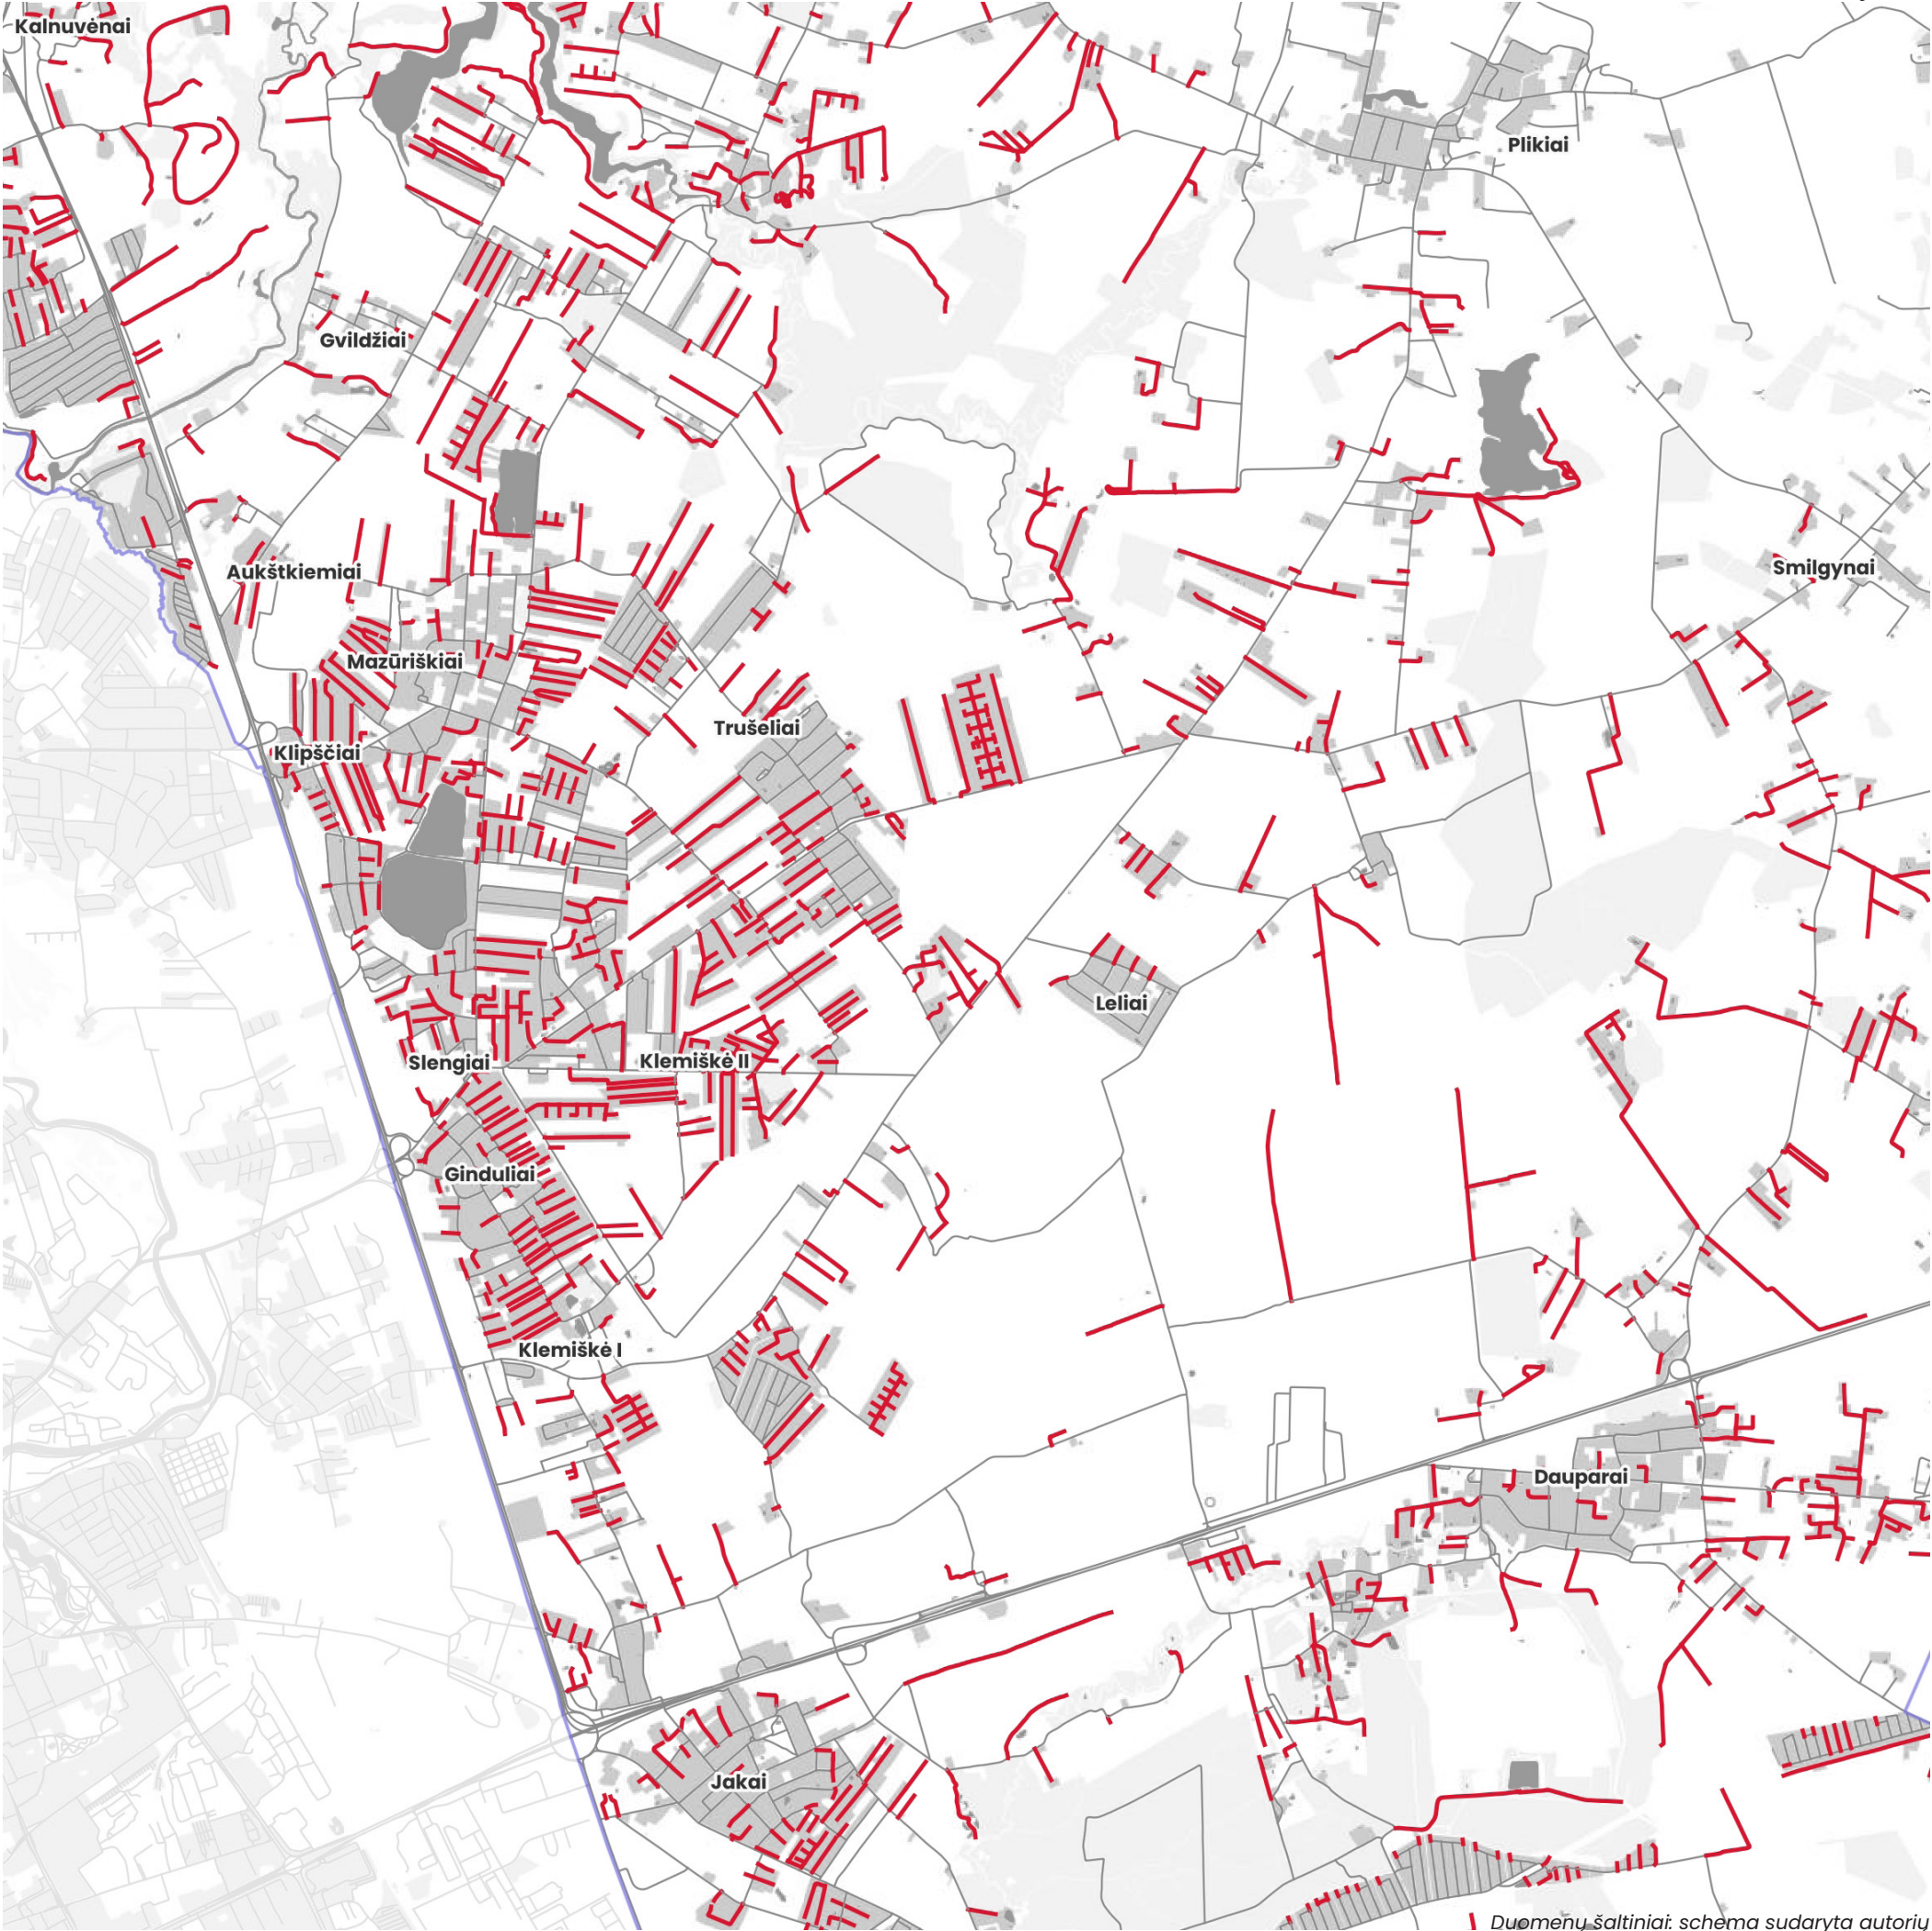 Kalnuvėnai
Plikiai
Gvildžiai
Aukštkiemiai
Smilgynai
Mazūriškiai
Trušeliai
Klipščiai
Leliai
Slengiai
Klemiškė II
Ginduliai
Klemiškė I
Dauparai
Jakai
Duomenų šaltiniai: schema sudaryta autorių